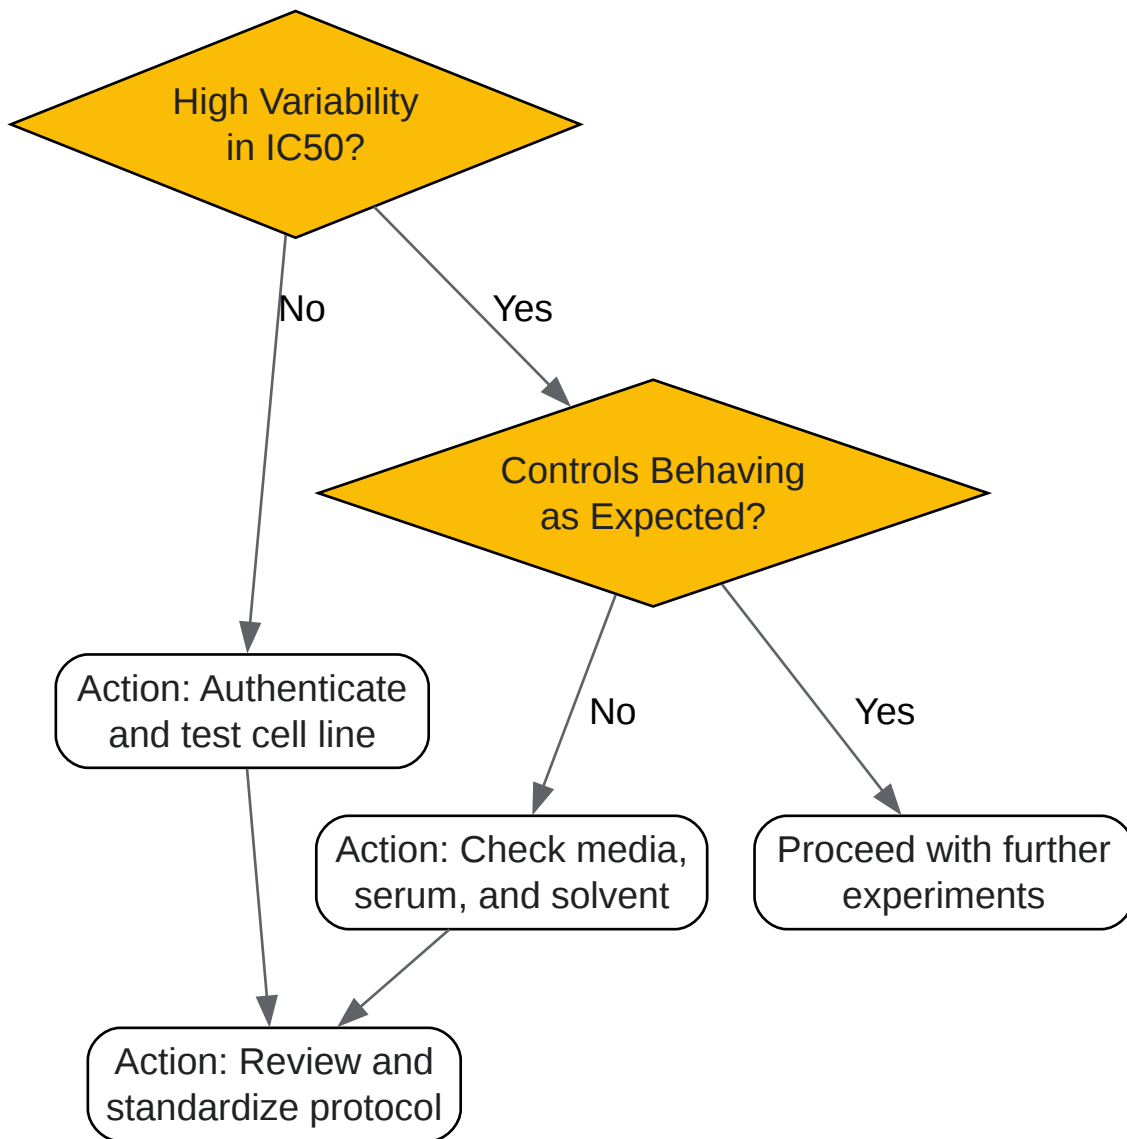 High Variability
in IC50?
No
Yes
Controls Behaving
as Expected?
Action: Authenticate
and test cell line
No
Yes
Action: Check media,
serum, and solvent
Proceed with further
experiments
Action: Review and
standardize protocol